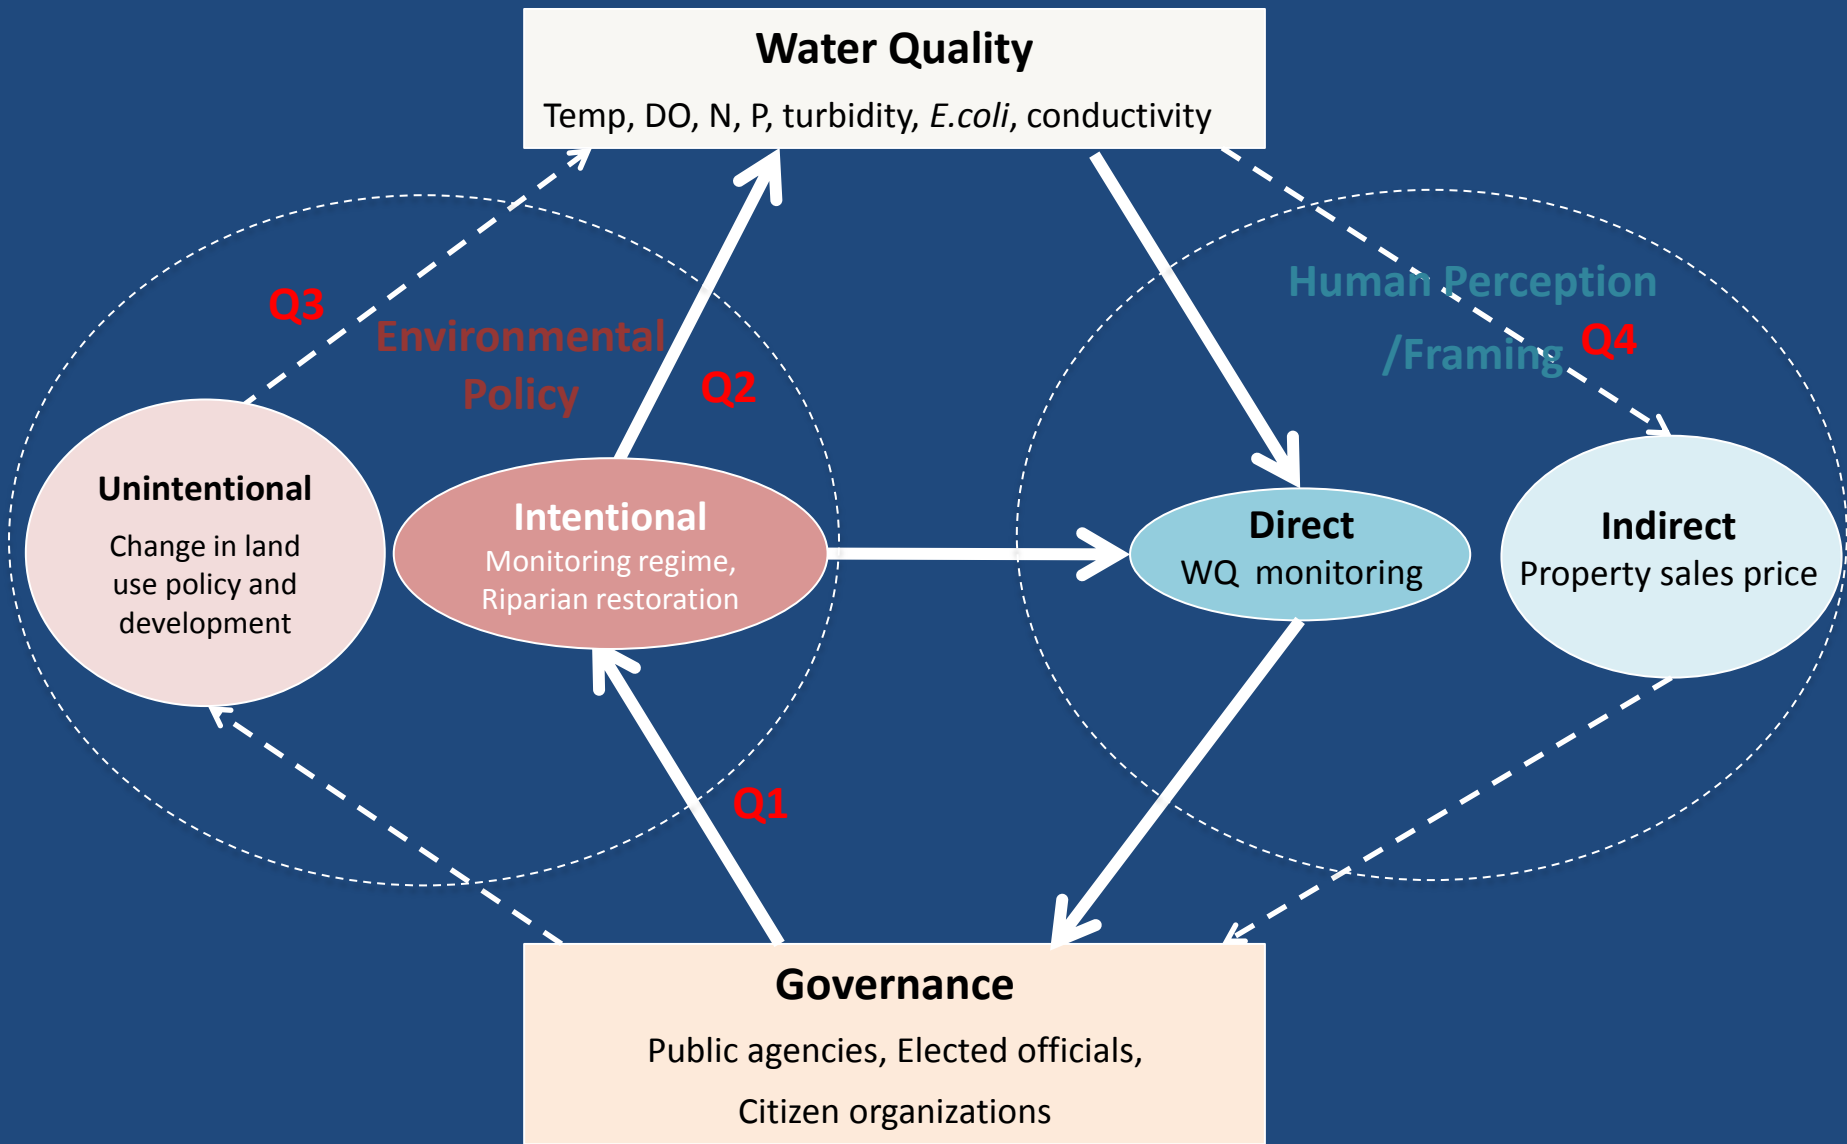 Water Quality
Temp, DO, N, P, turbidity, E.coli, conductivity
Q3
Environmental
Policy
Q2
Human Perception
/Framing
Q4
Unintentional
Change in land
use policy and
development
Intentional
Monitoring regime,
Riparian restoration
Direct
WQ monitoring
Indirect
Property sales price
Q1
Governance
Public agencies, Elected officials,
Citizen organizations